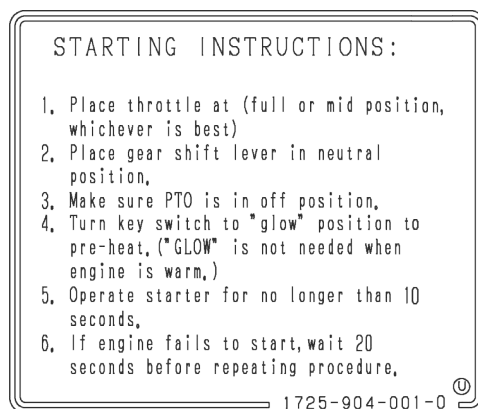 STARTING INSTRUCTIONS:
1. Place throttle at (full or mid position,
whichever is best)
2. Place gear shift lever in neutral
position.
3. Make sure PTO is in off position.
4. Turn key switch to "glow" position to
pre-heat. ("GLOW" is not needed when
engine is warm.)
5. Operate starter for no longer than 10
seconds.
6. If engine fails to start, wait 20
seconds before repeating procedure.
U
1725-904-001-0